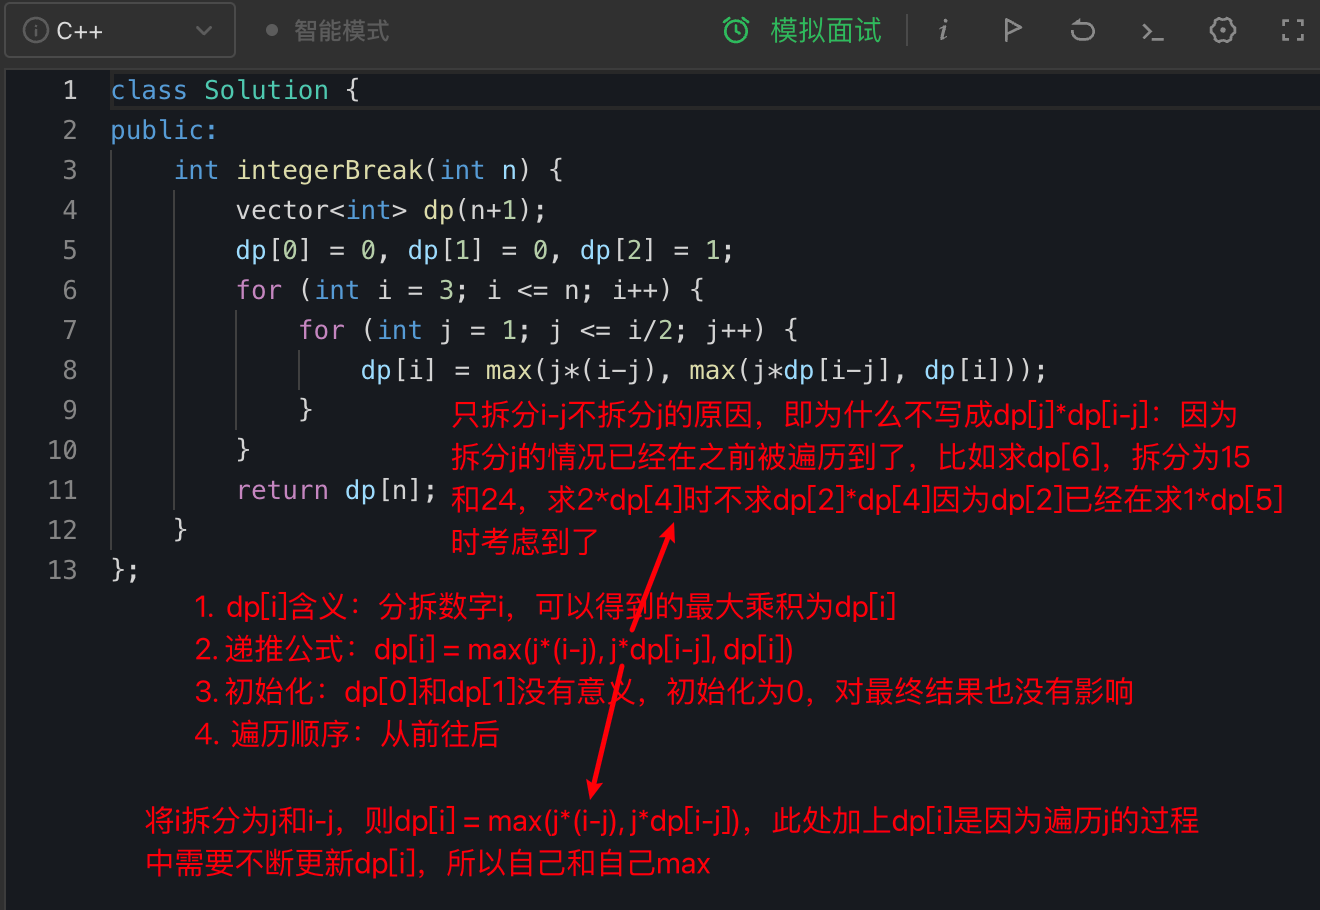 C++
智能模式
模拟面试
1 class Solution {
2 public:
3 int integerBreak(int n) {
4 vector<int> dp(n+1);
5 dp[0] = 0, dp[1] = 0, dp[2] = 1;
6 for (int i = 3; i <= n; i++) {
7 for (int j = 1; j <= i/2; j++) {
8 dp[i] = max(j*(i-j), max(j*dp[i-j], dp[i]));
9 }
只拆分i-j不拆分j的原因，即为什么不写成dp[j]*dp[i-j]：因为
10 }
拆分j的情况已经在之前被遍历到了，比如求dp[6]，拆分为15
11 return dp[n];
和24，求2*dp[4]时不求dp[2]*dp[4]因为dp[2]已经在求1*dp[5]
12 }
时考虑到了
13 };
1. dp[i]含义：分拆数字i，可以得到的最大乘积为dp[i]
2. 递推公式：dp[i] = max(j*(i-j), j*dp[i-j], dp[i])
3. 初始化：dp[0]和dp[1]没有意义，初始化为0，对最终结果也没有影响
4. 遍历顺序：从前往后
将i拆分为j和i-j，则dp[i] = max(j*(i-j), j*dp[i-j])，此处加上dp[i]是因为遍历j的过程
中需要不断更新dp[i]，所以自己和自己max